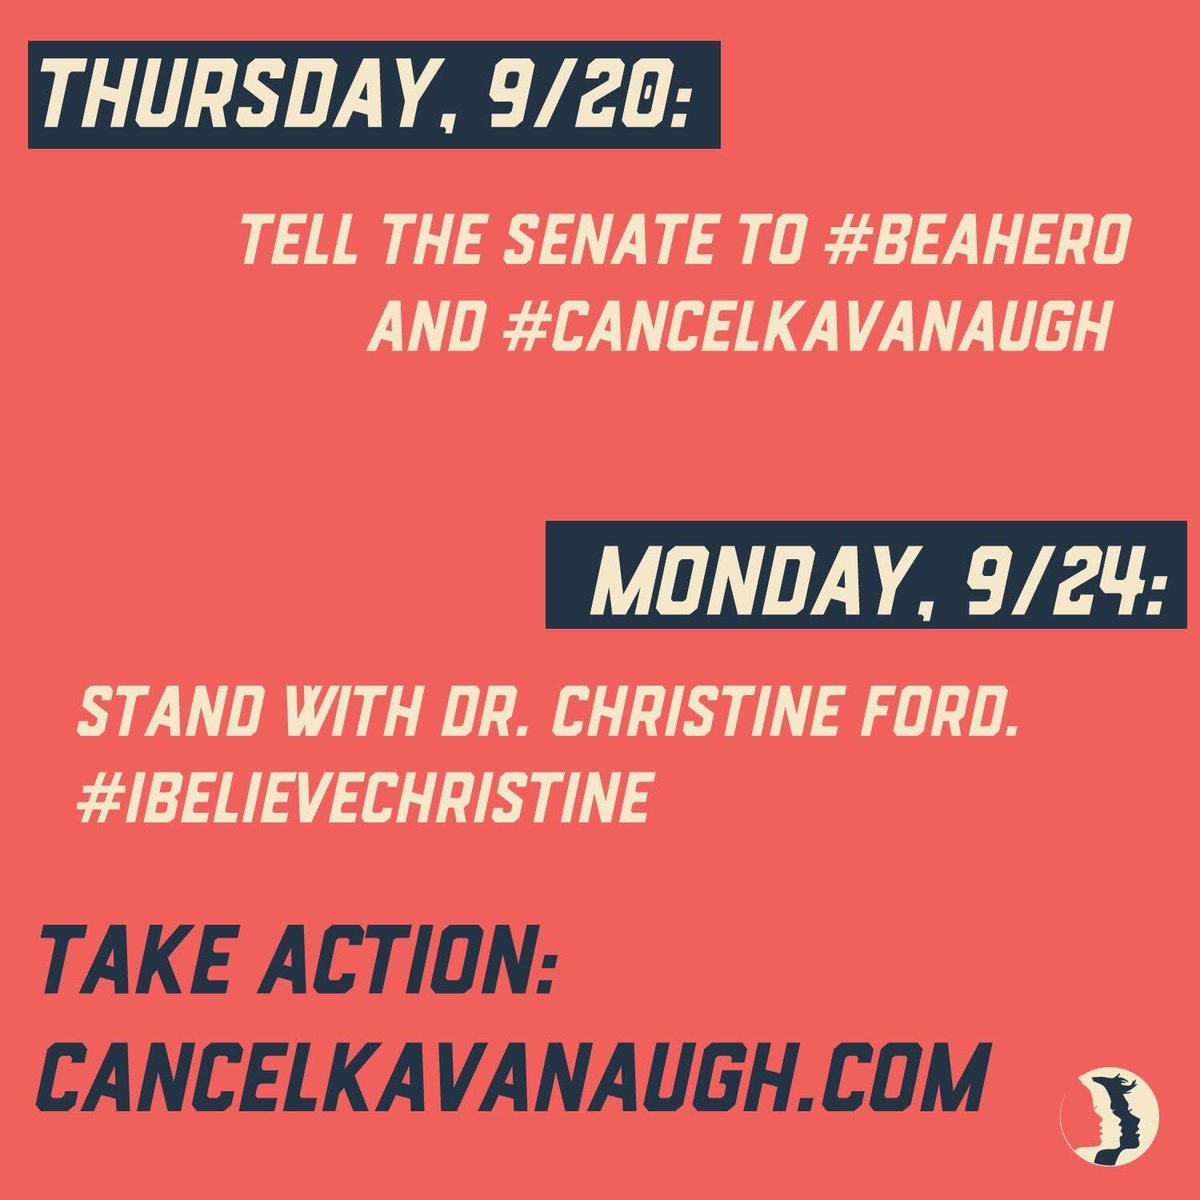 THURSDAY, 9/20:
TELL THE SENATE TO #BEAHERO
AND #CANCELKAVANAUGH
MONDAY, 9/24:
STAND WITH DR. CHRISTINE FORD.
#IBELIEVECHRISTINE
TAKE ACTION:
CANCELKAVANAUGH.COM